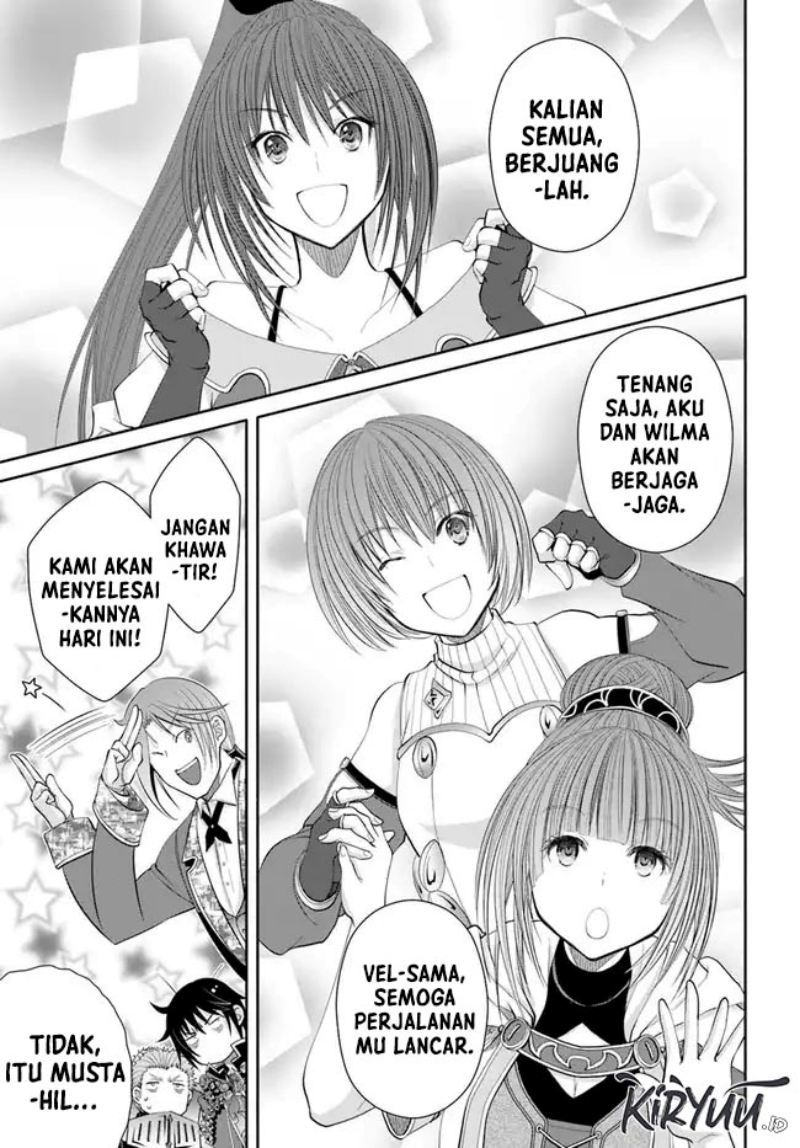 KALIAN
SEMUA,
BERJUANG
-LAH.
TENANG
SAJA, AKU
DAN WILMA
AKAN
BERJAGA
-JAGA.
VEL-SAMA,
SEMOGA
PERJALANAN
MU LANCAR.
JANGAN
KHAWA
-TIR!
KAMI AKAN
MENYELESAI
-KANNYA
HARI INI!
TIDAK,
ITU MUSTA
-HIL...
KIRYUU
.ID